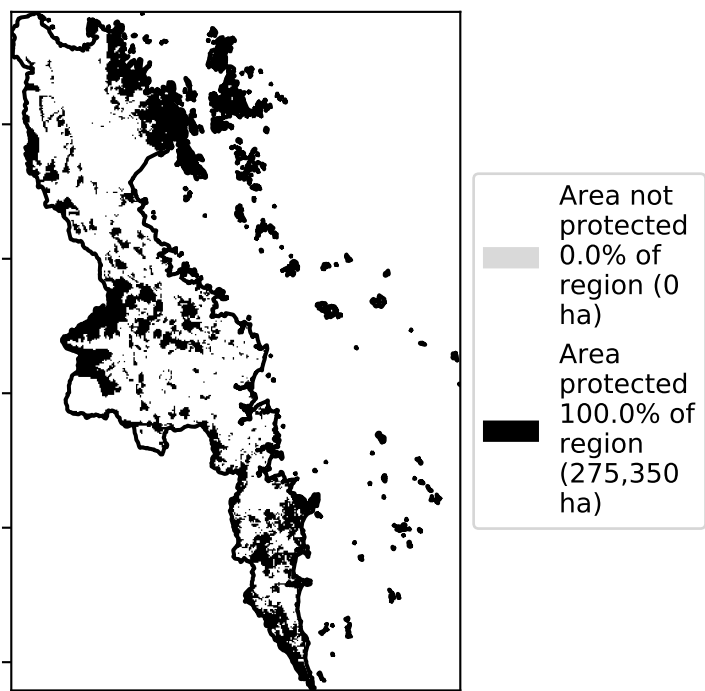 Area not
protected
0.0% of
region (0
ha)
Area
protected
100.0% of
region
(275,350
ha)